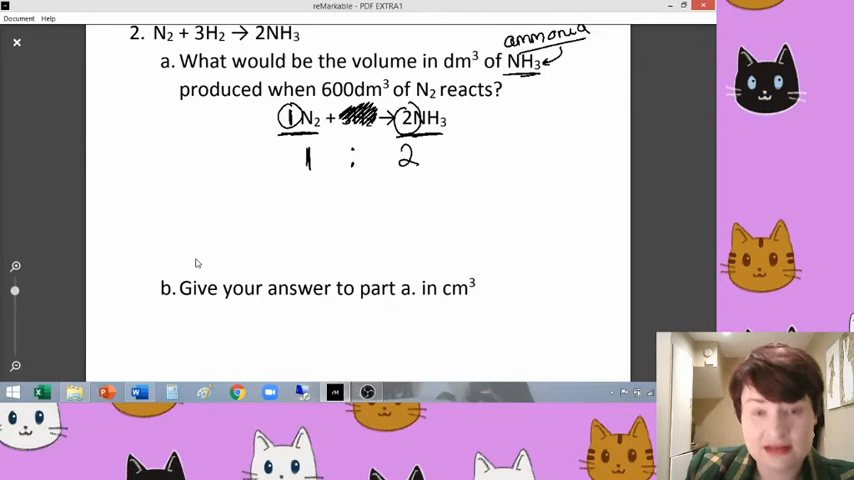 reMarkable - PDF EXTRA1
Document Help
2. N₂ + 3H₂ → 2NH₃
ammonia
a. What would be the volume in dm³ of NH₃
produced when 600dm³ of N₂ reacts?
1N₂ + → 2NH₃
1 : 2
b. Give your answer to part a. in cm³